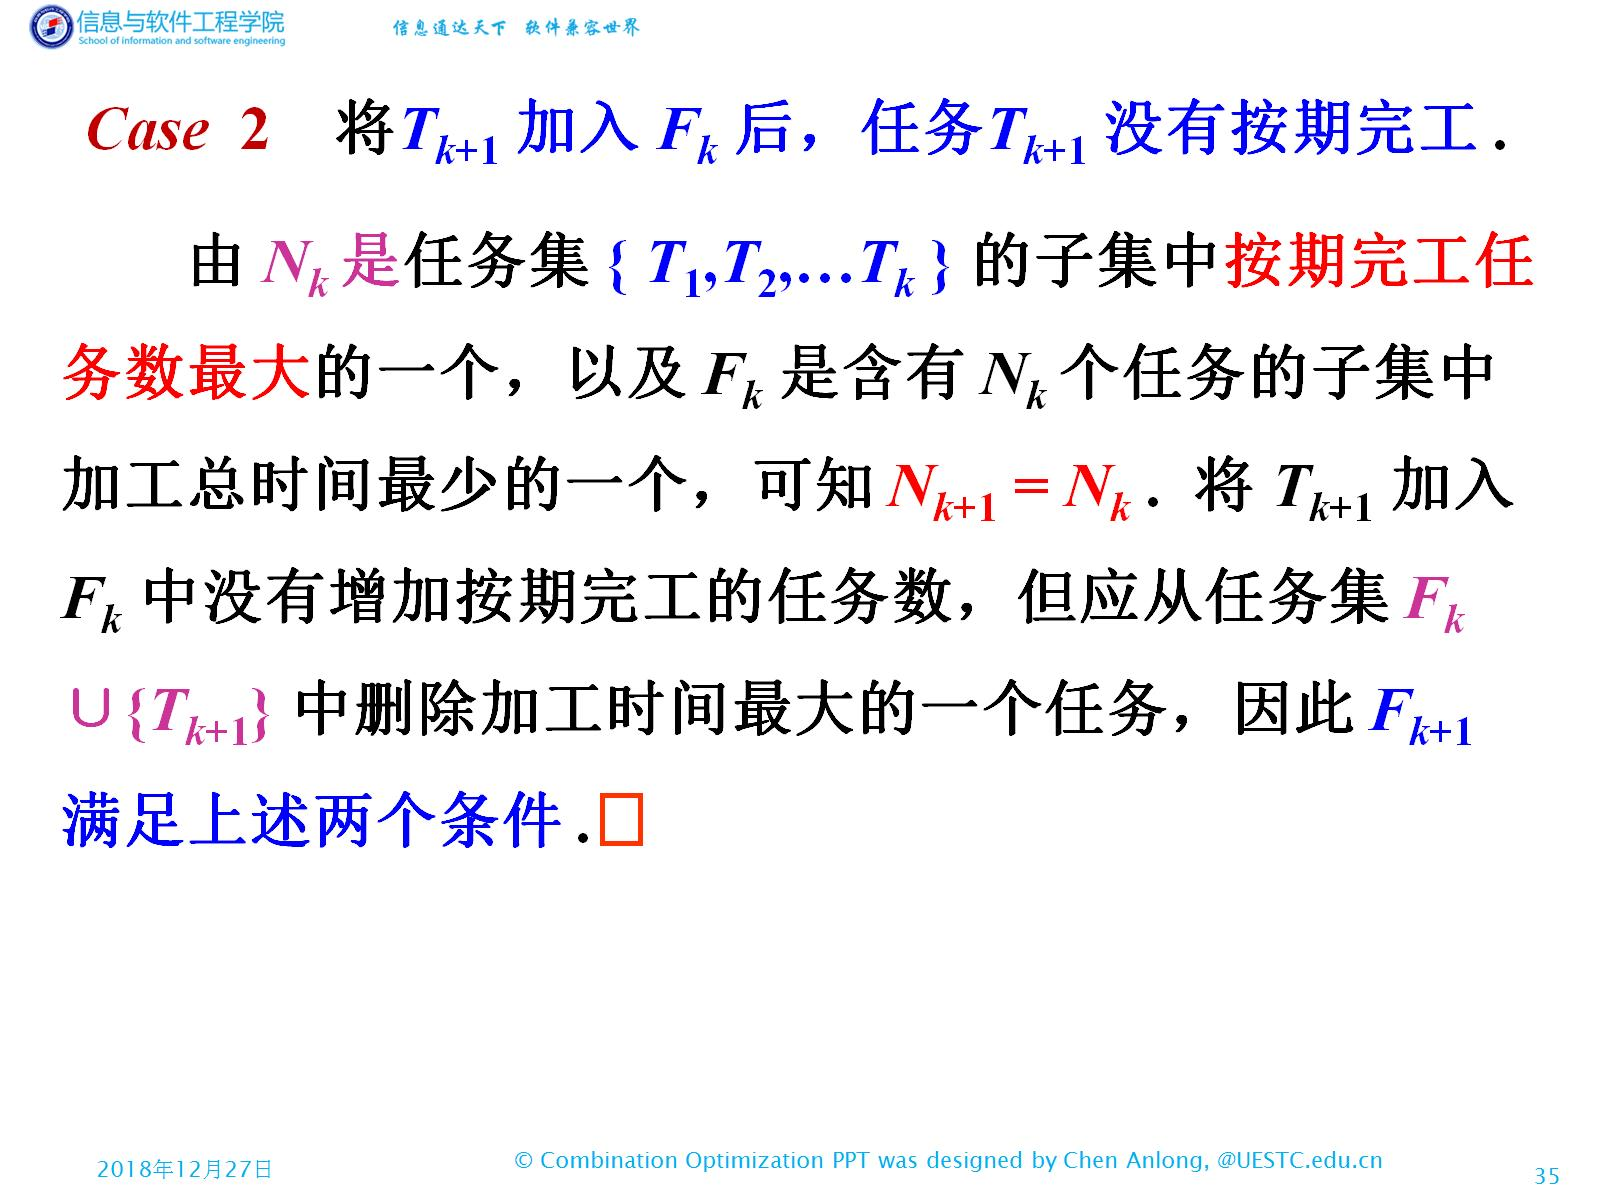 信息与软件工程学院
School of information and software engineering
信息通达天下 软件兼容世界
Case 2 将Tk+1 加入 Fk 后，任务Tk+1 没有按期完工 .
由 Nk 是任务集 { T1,T2,…Tk } 的子集中按期完工任
务数最大的一个，以及 Fk 是含有 Nk 个任务的子集中
加工总时间最少的一个，可知 Nk+1 = Nk . 将 Tk+1 加入
Fk 中没有增加按期完工的任务数，但应从任务集 Fk
∪{Tk+1} 中删除加工时间最大的一个任务，因此 Fk+1
满足上述两个条件 .□
2018年12月27日
© Combination Optimization PPT was designed by Chen Anlong, @UESTC.edu.cn
35